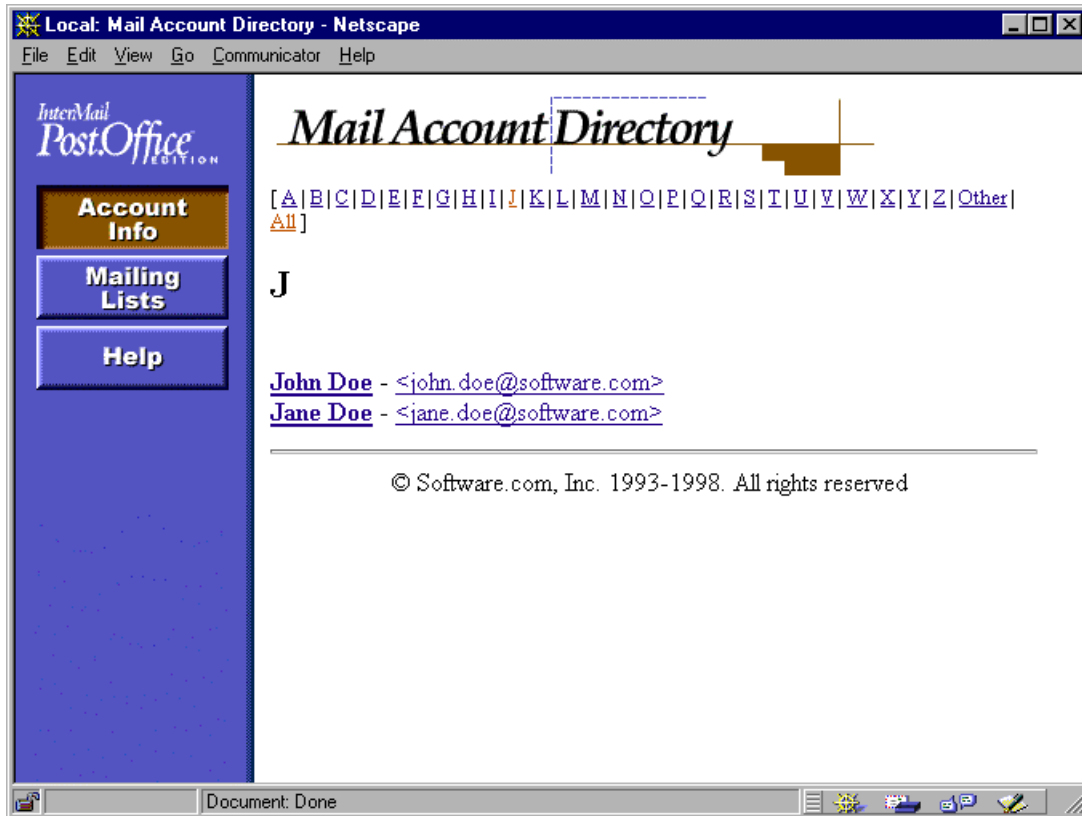 Local: Mail Account Directory - Netscape
File Edit View Go Communicator Help
InterMail
Post.Office
EDITION
Account
Info
Mailing
Lists
Help
Mail Account Directory
[ A | B | C | D | E | F | G | H | I | J | K | L | M | N | O | P | Q | R | S | T | U | V | W | X | Y | Z | Other |
All ]
J
John Doe - <john.doe@software.com>
Jane Doe - <jane.doe@software.com>
© Software.com, Inc. 1993-1998. All rights reserved
Document: Done